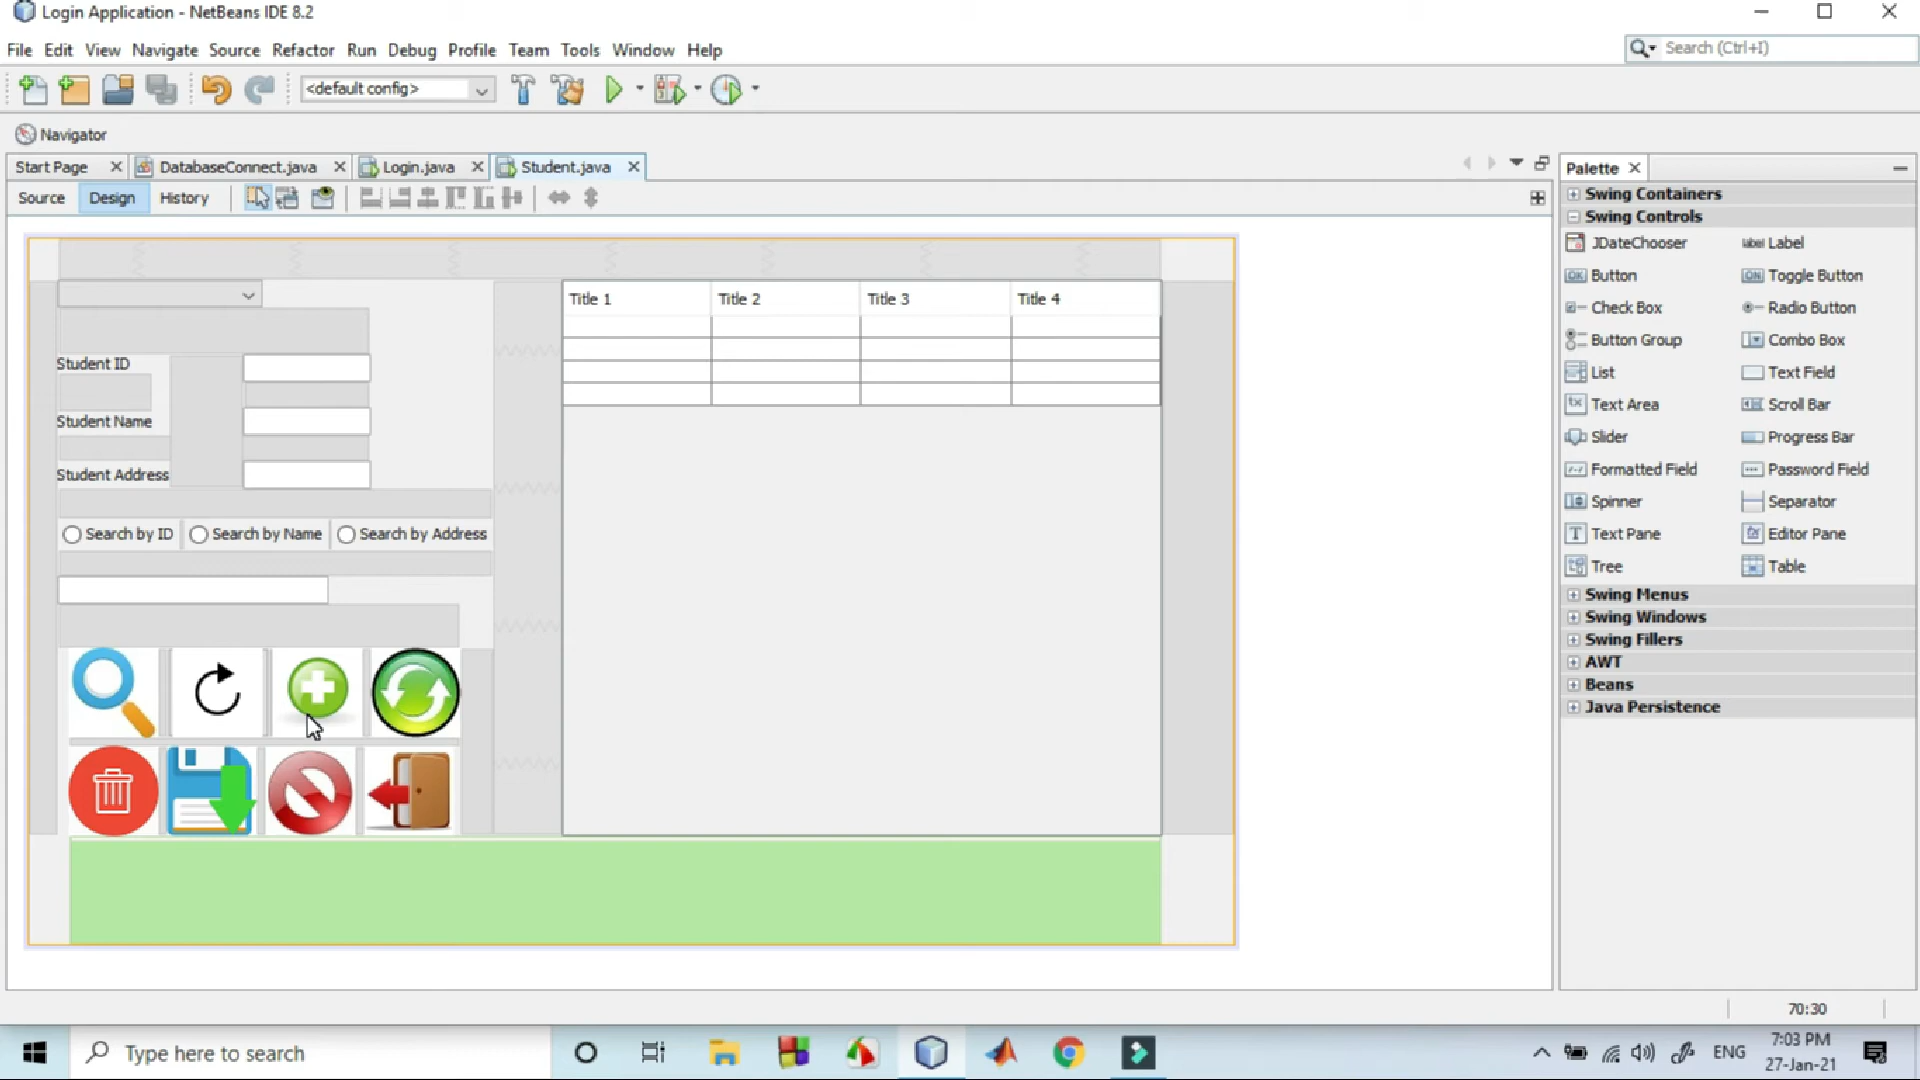 Login Application - NetBeans IDE 8.2
File Edit View Navigate Source Refactor Run Debug Profile Team Tools Window Help
Search (Ctrl+I)
<default config>
Navigator
Start Page DatabaseConnect.java Login.java Student.java
Source Design History
Title 1 Title 2 Title 3 Title 4
Student ID
Student Name
Student Address
Search by ID Search by Name Search by Address
Palette
Swing Containers
Swing Controls
JDateChooser label Label
OK Button ON Toggle Button
Check Box Radio Button
Button Group Combo Box
List Text Field
Text Area Scroll Bar
Slider Progress Bar
Formatted Field Password Field
Spinner Separator
T Text Pane Editor Pane
Tree Table
Swing Menus
Swing Windows
Swing Fillers
AWT
Beans
Java Persistence
70:30
Type here to search
ENG
7:03 PM
27-Jan-21